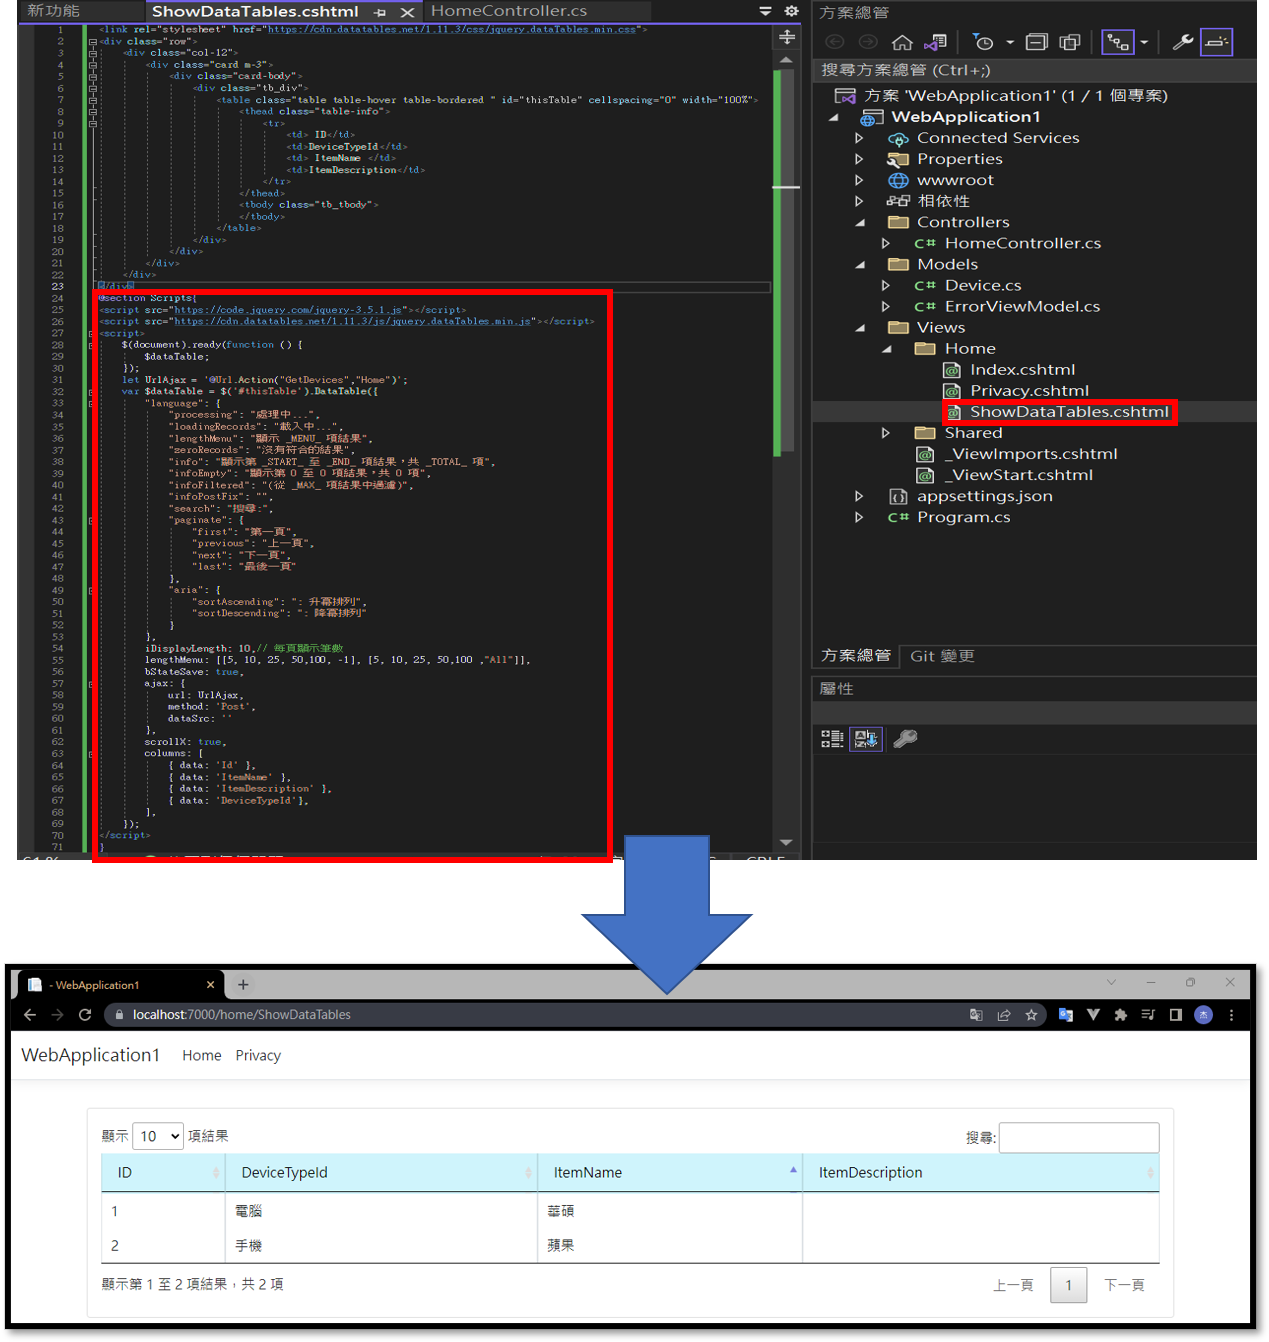 新功能
ShowDataTables.cshtml
HomeController.cs
1 <link rel="stylesheet" href="https://cdn.datatables.net/1.11.3/css/jquery.dataTables.min.css">
2 <div class="row">
3 <div class="col-12">
4 <div class="card m-3">
5 <div class="card-body">
6 <div class="tb_div">
7 <table class="table table-hover table-bordered " id="thisTable" cellspacing="0" width="100%">
8 <thead class="table-info">
9 <tr>
10 <td> ID</td>
11 <td>DeviceTypeId</td>
12 <td> ItemName </td>
13 <td>ItemDescription</td>
14 </tr>
15 </thead>
16 <tbody class="tb_tbody">
17 </tbody>
18 </table>
19 </div>
20 </div>
21 </div>
22 </div>
23 </div>
24 @section Scripts{
25 <script src="https://code.jquery.com/jquery-3.5.1.js"></script>
26 <script src="https://cdn.datatables.net/1.11.3/js/jquery.dataTables.min.js"></script>
27 <script>
28 $(document).ready(function () {
29 $dataTable;
30 });
31 let UrlAjax = '@Url.Action("GetDevices","Home")';
32 var $dataTable = $('#thisTable').DataTable({
33 "language": {
34 "processing": "處理中...",
35 "loadingRecords": "載入中...",
36 "lengthMenu": "顯示 _MENU_ 項結果",
37 "zeroRecords": "沒有符合的結果",
38 "info": "顯示第 _START_ 至 _END_ 項結果，共 _TOTAL_ 項",
39 "infoEmpty": "顯示第 0 至 0 項結果，共 0 項",
40 "infoFiltered": "(從 _MAX_ 項結果中過濾)",
41 "infoPostFix": "",
42 "search": "搜尋:",
43 "paginate": {
44 "first": "第一頁",
45 "previous": "上一頁",
46 "next": "下一頁",
47 "last": "最後一頁"
48 },
49 "aria": {
50 "sortAscending": ": 升冪排列",
51 "sortDescending": ": 降冪排列"
52 }
53 },
54 iDisplayLength: 10,// 每頁顯示筆數
55 lengthMenu: [[5, 10, 25, 50,100, -1], [5, 10, 25, 50,100 ,"All"]],
56 bStateSave: true,
57 ajax: {
58 url: UrlAjax,
59 method: 'Post',
60 dataSrc: ''
61 },
62 scrollX: true,
63 columns: [
64 { data: 'Id' },
65 { data: 'ItemName' },
66 { data: 'ItemDescription' },
67 { data: 'DeviceTypeId'},
68 ],
69 });
70 </script>
71 }
方案總管
搜尋方案總管 (Ctrl+;)
方案 'WebApplication1' (1 / 1 個專案)
WebApplication1
Connected Services
Properties
wwwroot
相依性
Controllers
C# HomeController.cs
Models
C# Device.cs
C# ErrorViewModel.cs
Views
Home
Index.cshtml
Privacy.cshtml
ShowDataTables.cshtml
Shared
_ViewImports.cshtml
_ViewStart.cshtml
appsettings.json
C# Program.cs
方案總管 Git 變更
屬性
- WebApplication1
localhost:7000/home/ShowDataTables
杰
WebApplication1 Home Privacy
顯示 10 項結果
搜尋:
ID DeviceTypeId ItemName ItemDescription
1 電腦 華碩
2 手機 蘋果
顯示第 1 至 2 項結果，共 2 項
上一頁 1 下一頁